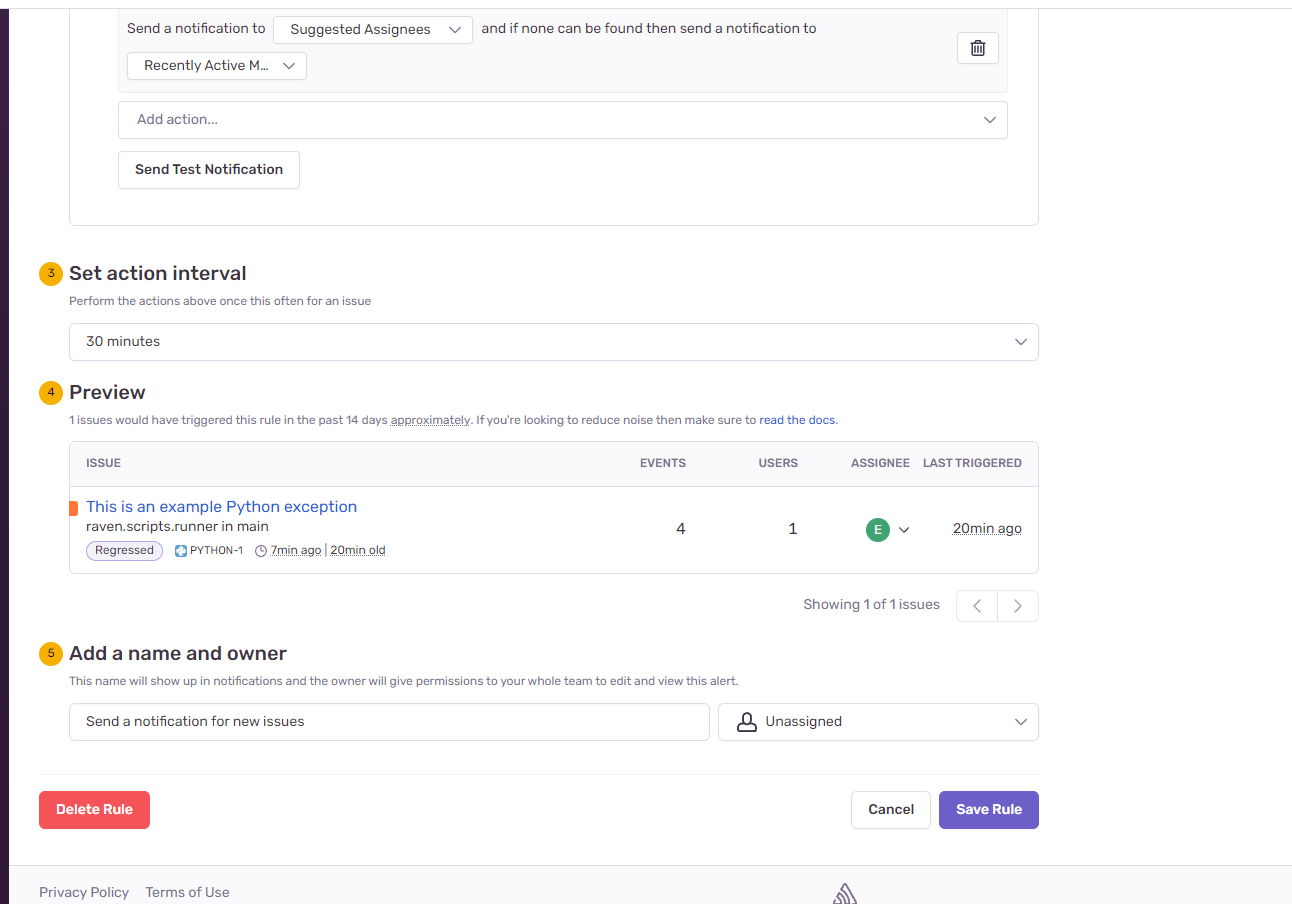 Send a notification to Suggested Assignees and if none can be found then send a notification to
Recently Active M...
Add action...
Send Test Notification
3 Set action interval
Perform the actions above once this often for an issue
30 minutes
4 Preview
1 issues would have triggered this rule in the past 14 days approximately. If you're looking to reduce noise then make sure to read the docs.
ISSUE EVENTS USERS ASSIGNEE LAST TRIGGERED
This is an example Python exception
raven.scripts.runner in main
4 1 E 20min ago
Regressed PYTHON-1 7min ago | 20min old
Showing 1 of 1 issues
5 Add a name and owner
This name will show up in notifications and the owner will give permissions to your whole team to edit and view this alert.
Send a notification for new issues Unassigned
Delete Rule Cancel Save Rule
Privacy Policy Terms of Use